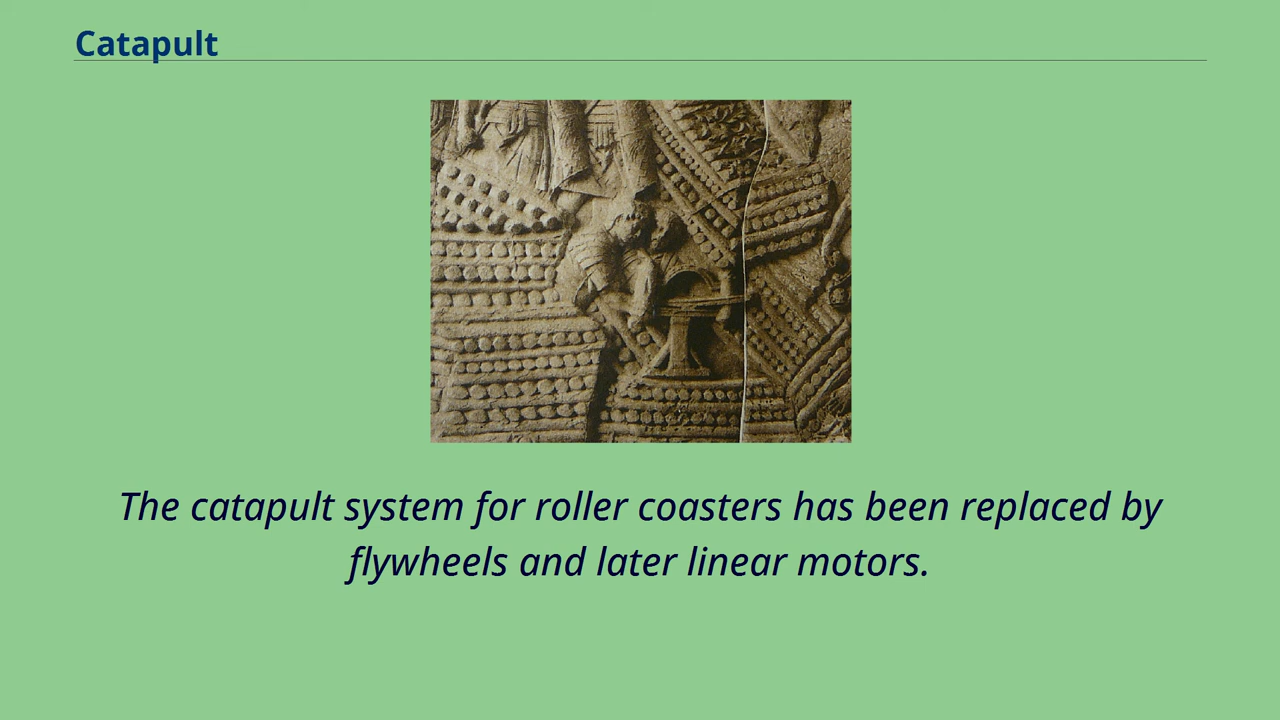 Catapult
The catapult system for roller coasters has been replaced by
flywheels and later linear motors.